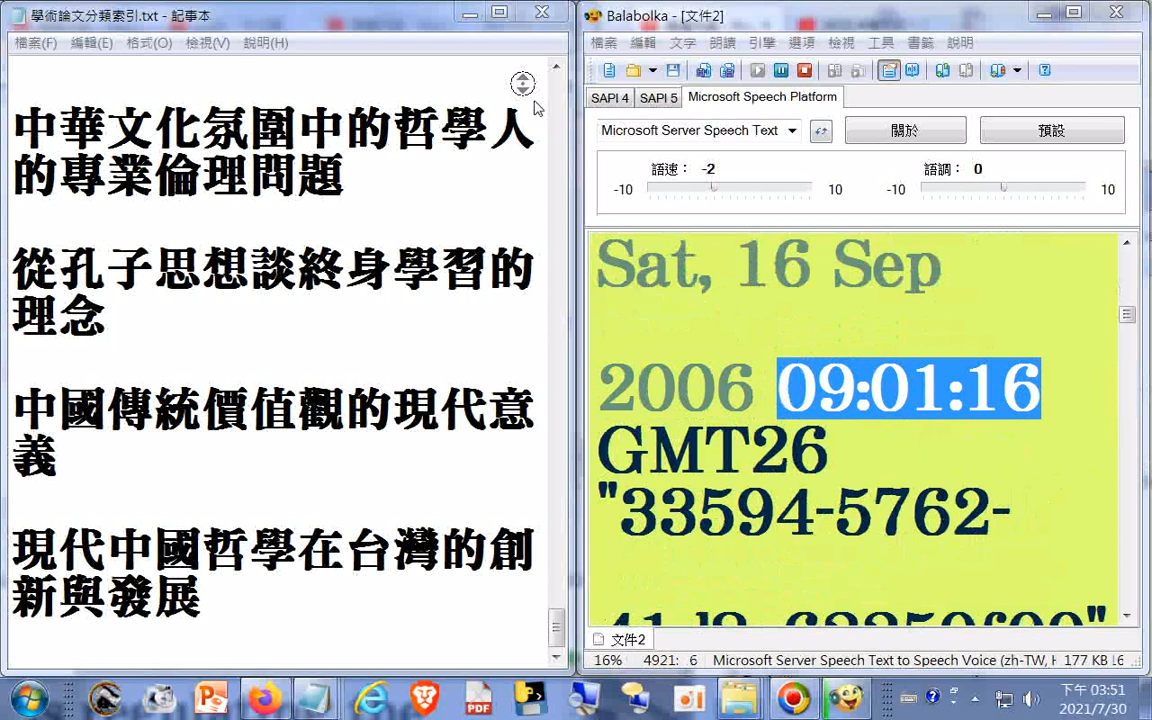 學術論文分類索引.txt - 記事本
檔案(F) 編輯(E) 格式(O) 檢視(V) 說明(H)
中華文化氛圍中的哲學人
的專業倫理問題
從孔子思想談終身學習的
理念
中國傳統價值觀的現代意
義
現代中國哲學在台灣的創
新與發展
Balabolka - [文件2]
檔案 編輯 文字 朗讀 引擎 選項 檢視 工具 書籤 說明
SAPI 4 SAPI 5 Microsoft Speech Platform
Microsoft Server Speech Text 關於 預設
語速： -2 語調： 0
-10 10 -10 10
Sat, 16 Sep
2006 09:01:16
GMT26
"33594-5762-
文件2
16% 4921: 6 Microsoft Server Speech Text to Speech Voice (zh-TW, 177 KB
PDF
下午 03:51
2021/7/30